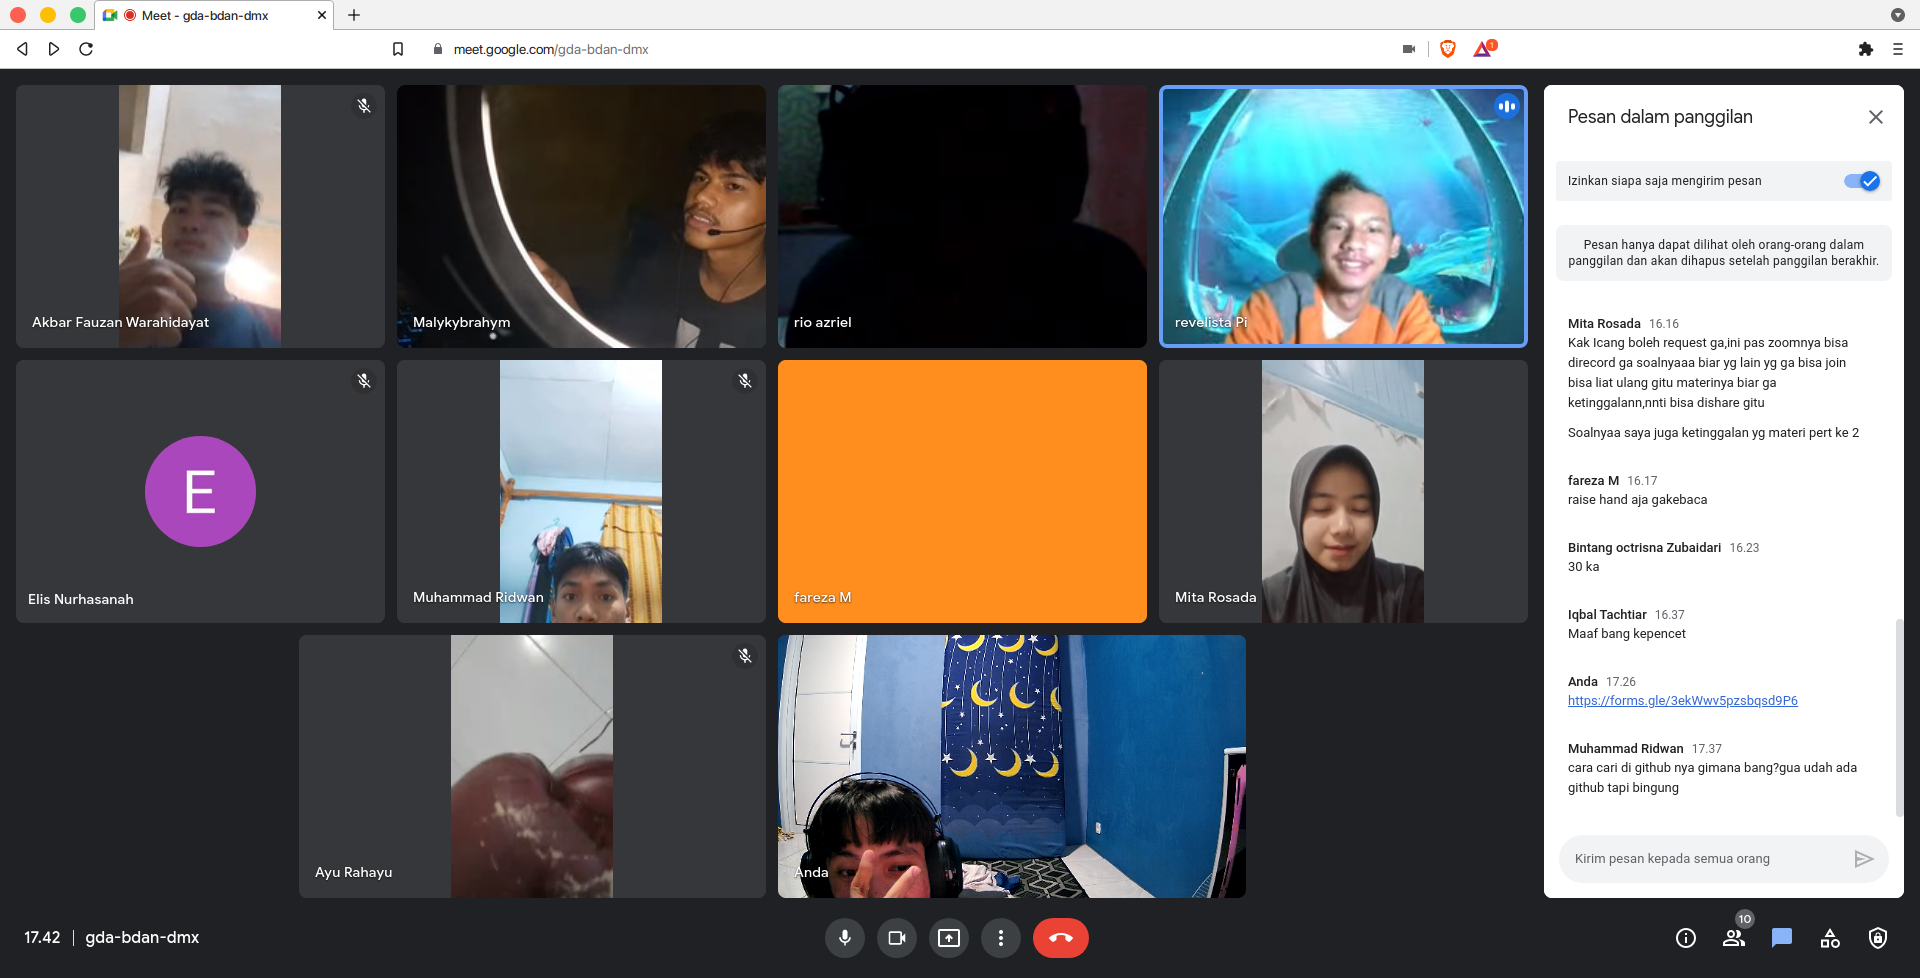 Meet - gda-bdan-dmx
meet.google.com/gda-bdan-dmx
1
Akbar Fauzan Warahidayat
Malykybrahym
rio azriel
revelista Pi
E
Elis Nurhasanah
Muhammad Ridwan
fareza M
Mita Rosada
Ayu Rahayu
Anda
Pesan dalam panggilan
Izinkan siapa saja mengirim pesan
Pesan hanya dapat dilihat oleh orang-orang dalam
panggilan dan akan dihapus setelah panggilan berakhir.
Mita Rosada 16.16
Kak Icang boleh request ga,ini pas zoomnya bisa
direcord ga soalnyaaa biar yg lain yg ga bisa join
bisa liat ulang gitu materinya biar ga
ketinggalann,nnti bisa dishare gitu
Soalnyaa saya juga ketinggalan yg materi pert ke 2
fareza M 16.17
raise hand aja gakebaca
Bintang octrisna Zubaidari 16.23
30 ka
Iqbal Tachtiar 16.37
Maaf bang kepencet
Anda 17.26
https://forms.gle/3ekWwv5pzsbqsd9P6
Muhammad Ridwan 17.37
cara cari di github nya gimana bang?gua udah ada
github tapi bingung
Kirim pesan kepada semua orang
17.42 | gda-bdan-dmx
10